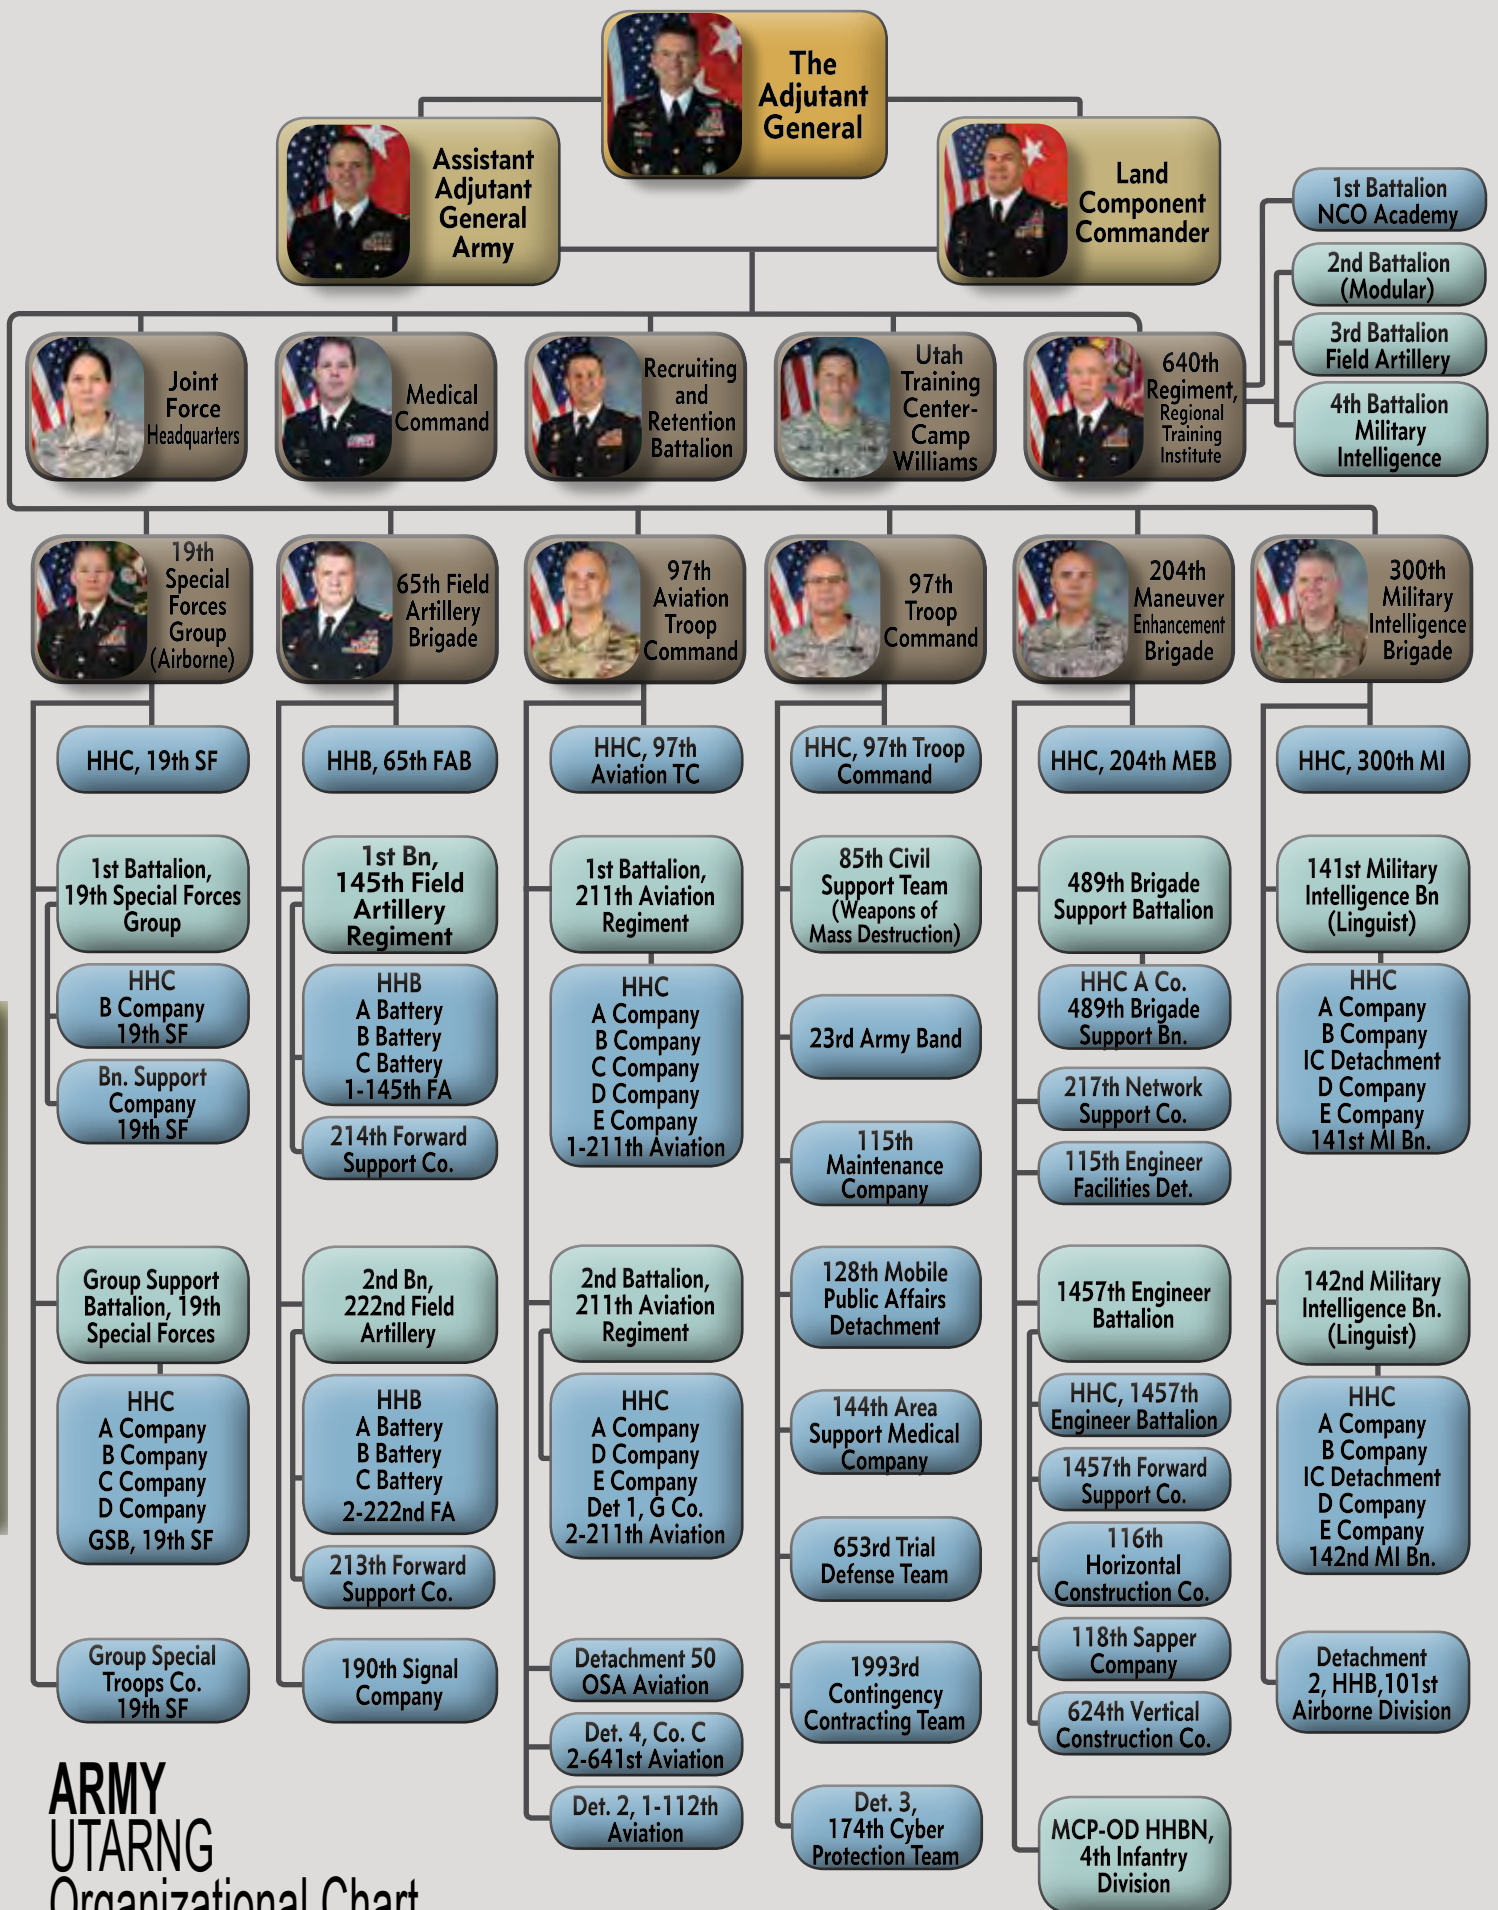 The
Adjutant
General
Assistant
Adjutant
General
Army
Land
Component
Commander
1st Battalion
NCO Academy
2nd Battalion
(Modular)
3rd Battalion
Field Artillery
4th Battalion
Military
Intelligence
Joint
Force
Headquarters
Medical
Command
Recruiting
and
Retention
Battalion
Utah
Training
Center-
Camp
Williams
640th
Regiment,
Regional
Training
Institute
19th
Special
Forces
Group
(Airborne)
65th Field
Artillery
Brigade
97th
Aviation
Troop
Command
97th
Troop
Command
204th
Maneuver
Enhancement
Brigade
300th
Military
Intelligence
Brigade
HHC, 19th SF
HHB, 65th FAB
HHC, 97th
Aviation TC
HHC, 97th Troop
Command
HHC, 204th MEB
HHC, 300th MI
1st Battalion,
19th Special Forces
Group
HHC
B Company
19th SF
Bn. Support
Company
19th SF
Group Support
Battalion, 19th
Special Forces
HHC
A Company
B Company
C Company
D Company
GSB, 19th SF
Group Special
Troops Co.
19th SF
1st Bn,
145th Field
Artillery
Regiment
HHB
A Battery
B Battery
C Battery
1-145th FA
214th Forward
Support Co.
2nd Bn,
222nd Field
Artillery
HHB
A Battery
B Battery
C Battery
2-222nd FA
213th Forward
Support Co.
190th Signal
Company
1st Battalion,
211th Aviation
Regiment
HHC
A Company
B Company
C Company
D Company
E Company
1-211th Aviation
2nd Battalion,
211th Aviation
Regiment
HHC
A Company
D Company
E Company
Det 1, G Co.
2-211th Aviation
Detachment 50
OSA Aviation
Det. 4, Co. C
2-641st Aviation
Det. 2, 1-112th
Aviation
85th Civil
Support Team
(Weapons of
Mass Destruction)
23rd Army Band
115th
Maintenance
Company
128th Mobile
Public Affairs
Detachment
144th Area
Support Medical
Company
653rd Trial
Defense Team
1993rd
Contingency
Contracting Team
Det. 3,
174th Cyber
Protection Team
489th Brigade
Support Battalion
HHC A Co.
489th Brigade
Support Bn.
217th Network
Support Co.
115th Engineer
Facilities Det.
1457th Engineer
Battalion
HHC, 1457th
Engineer Battalion
1457th Forward
Support Co.
116th
Horizontal
Construction Co.
118th Sapper
Company
624th Vertical
Construction Co.
MCP-OD HHBN,
4th Infantry
Division
141st Military
Intelligence Bn
(Linguist)
HHC
A Company
B Company
IC Detachment
D Company
E Company
141st MI Bn.
142nd Military
Intelligence Bn.
(Linguist)
HHC
A Company
B Company
IC Detachment
D Company
E Company
142nd MI Bn.
Detachment
2, HHB,101st
Airborne Division
ARMY
UTARNG
Organizational Chart